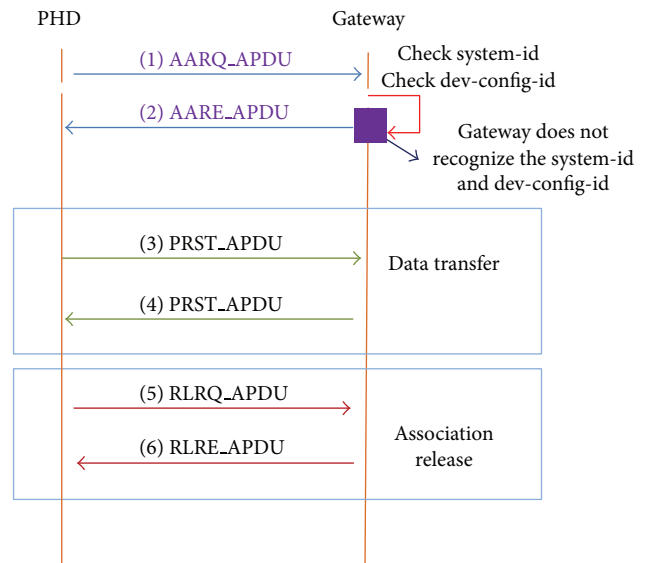 PHD
Gateway
(1) AARQ_APDU
Check system-id
Check dev-config-id
(2) AARE_APDU
Gateway does not
recognize the system-id
and dev-config-id
(3) PRST_APDU
Data transfer
(4) PRST_APDU
(5) RLRQ_APDU
Association
release
(6) RLRE_APDU